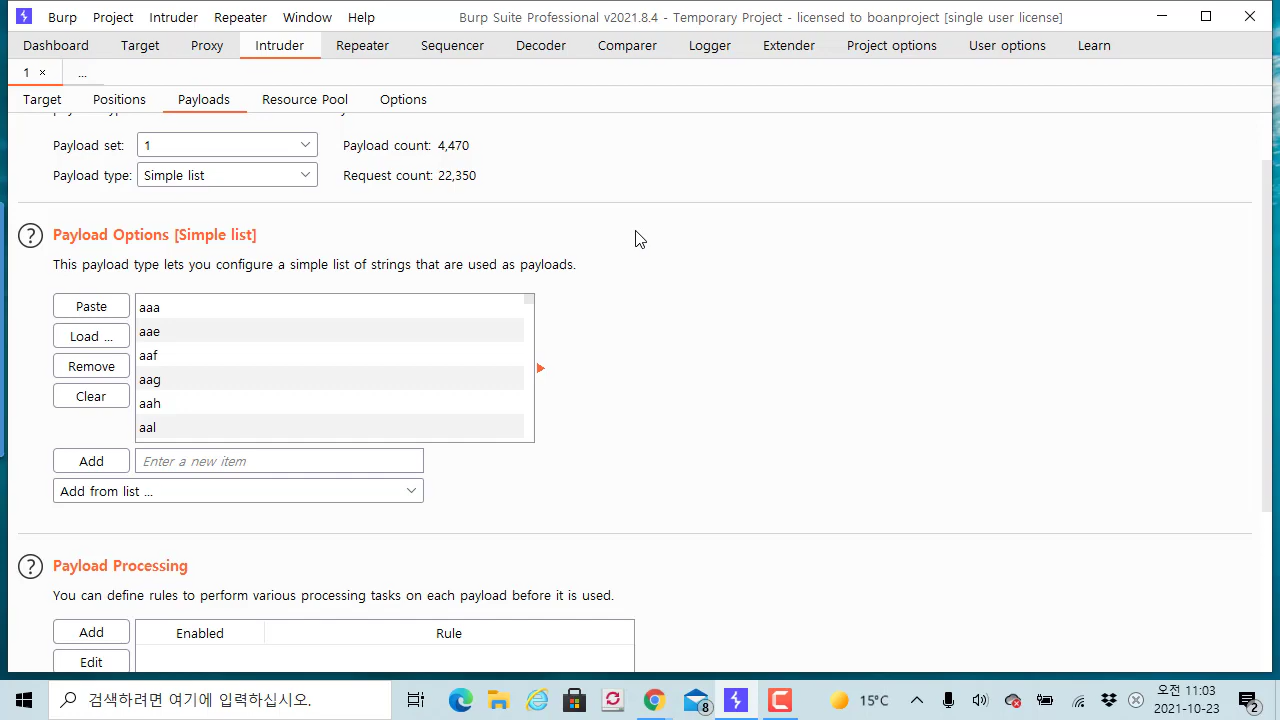 Burp Project Intruder Repeater Window Help Burp Suite Professional v2021.8.4 - Temporary Project - licensed to boanproject [single user license]
Dashboard Target Proxy Intruder Repeater Sequencer Decoder Comparer Logger Extender Project options User options Learn
1 × ...
Target Positions Payloads Resource Pool Options
Payload set: 1 Payload count: 4,470
Payload type: Simple list Request count: 22,350
? Payload Options [Simple list]
This payload type lets you configure a simple list of strings that are used as payloads.
Paste aaa
Load ... aae
aaf
Remove aag
Clear aah
aal
Add Enter a new item
Add from list ...
? Payload Processing
You can define rules to perform various processing tasks on each payload before it is used.
Add Enabled Rule
Edit
검색하려면 여기에 입력하십시오. 8 15°C 오전 11:03
2021-10-23 2